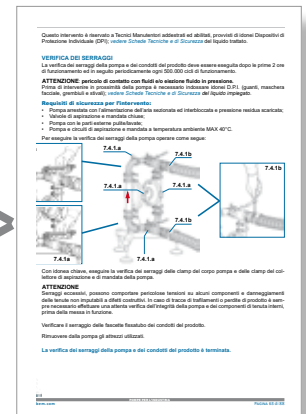 Questo intervento è riservato a Tecnici Manutentori addestrati ed abilitati, provvisti di idonei Dispositivi di
Protezione Individuale (DPI); vedere Schede Tecniche e Di Sicurezza del liquido trattato.
VERIFICA DEI SERRAGGI
La verifica dei serraggi della pompa e dei condotti del prodotto deve essere eseguita dopo le prime 2 ore
di funzionamento ed in seguito periodicamente ogni 500.000 cicli di funzionamento.
ATTENZIONE: pericolo di contatto con fluidi e/o eiezione fluido in pressione.
Prima di intervenire in prossimità della pompa è necessario indossare idonei D.P.I. (guanti, maschera
facciale, grembiuli e stivali); vedere Schede Tecniche e Di Sicurezza del liquido impiegato.
Requisiti di sicurezza per l'intervento:
• Pompa arrestata con l'alimentazione dell'aria sezionata ed interbloccata e pressione residua scaricata;
• Valvole di aspirazione e mandata chiuse;
• Pompa con le parti esterne pulite/lavate;
• Pompa e circuiti di aspirazione e mandata a temperatura ambiente MAX 40°C.
Per eseguire la verifica dei serraggi della pompa operare come segue:
7.4.1.a
7.4.1b
7.4.1b
7.4.1.a
7.4.1.a
7.4.1b
7.4.1a
7.4.1.a
Con idonea chiave, eseguire la verifica dei serraggi delle clamp del corpo pompa e delle clamp del col-
lettore di aspirazione e di mandata della pompa.
ATTENZIONE
Serraggi eccessivi, possono comportare pericolose tensioni su alcuni componenti e danneggiamenti
delle tenute non imputabili a difetti costruttivi. In caso di tracce di trafilamenti o perdite di prodotto è sem-
pre necessario effettuare una attenta verifica dell'integrità della pompa e dei componenti di tenuta interni,
prima della messa in funzione.
Verificare il serraggio delle fascette fissatubo dei condotti del prodotto.
Rimuovere dalla pompa gli attrezzi utilizzati.
La verifica dei serraggi della pompa e dei condotti del prodotto è terminata.